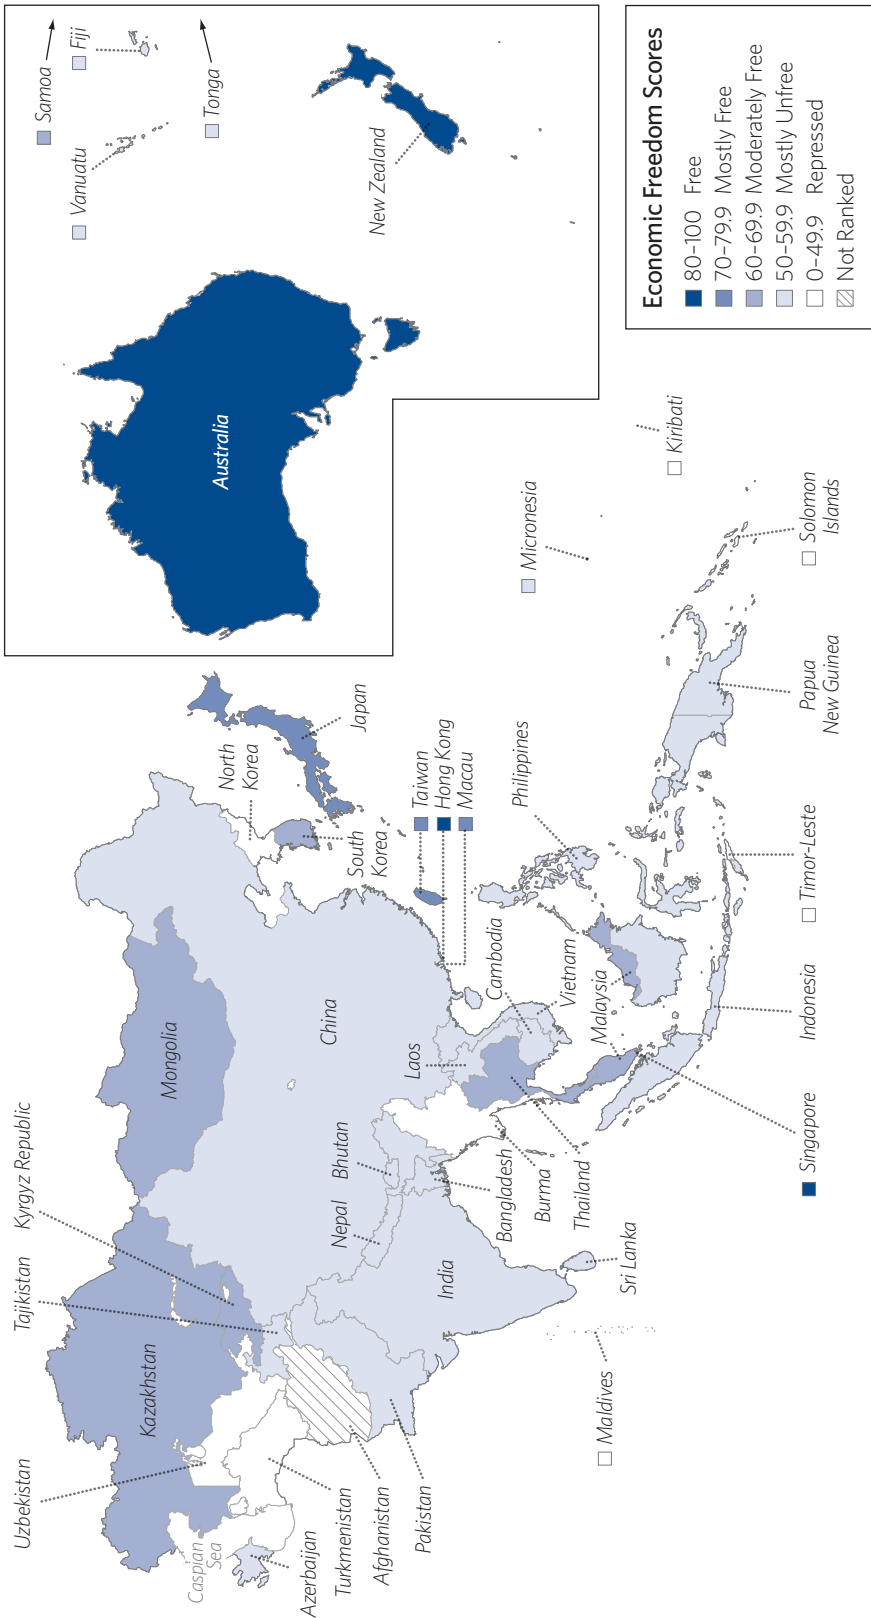 Uzbekistan
Tajikistan
Kyrgyz Republic
Kazakhstan
Mongolia
Caspian
Sea
Azerbaijan
Turkmenistan
Afghanistan
Pakistan
Nepal
Bhutan
China
North
Korea
South
Korea
Japan
India
Laos
Bangladesh
Burma
Thailand
Cambodia
Vietnam
Malaysia
Taiwan
Hong Kong
Macau
Philippines
Sri Lanka
Maldives
Singapore
Indonesia
Timor-Leste
Papua
New Guinea
Solomon
Islands
Micronesia
Kiribati
Australia
New Zealand
Vanuatu
Samoa
Fiji
Tonga
Economic Freedom Scores
80–100 Free
70–79.9 Mostly Free
60–69.9 Moderately Free
50–59.9 Mostly Unfree
0–49.9 Repressed
Not Ranked